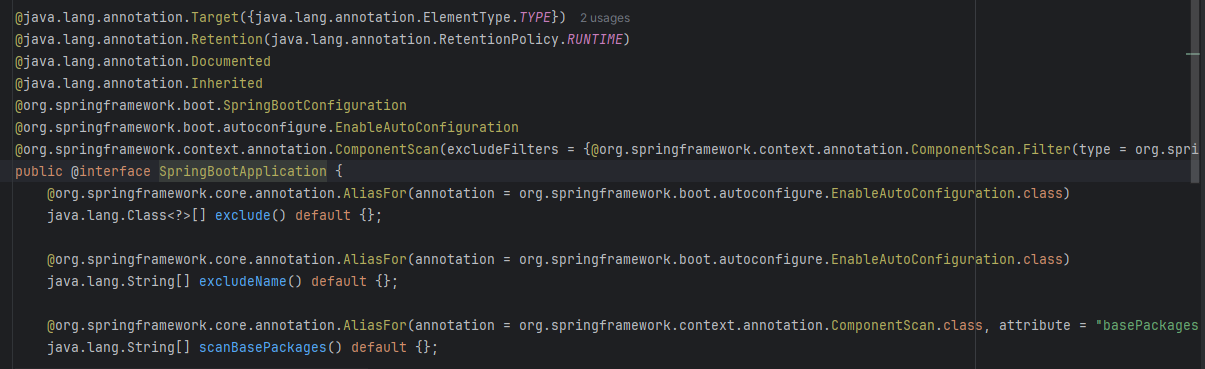 @java.lang.annotation.Target({java.lang.annotation.ElementType.TYPE}) 2 usages
@java.lang.annotation.Retention(java.lang.annotation.RetentionPolicy.RUNTIME)
@java.lang.annotation.Documented
@java.lang.annotation.Inherited
@org.springframework.boot.SpringBootConfiguration
@org.springframework.boot.autoconfigure.EnableAutoConfiguration
@org.springframework.context.annotation.ComponentScan(excludeFilters = {@org.springframework.context.annotation.ComponentScan.Filter(type = org.spri
public @interface SpringBootApplication {
    @org.springframework.core.annotation.AliasFor(annotation = org.springframework.boot.autoconfigure.EnableAutoConfiguration.class)
    java.lang.Class<?>[] exclude() default {};
    @org.springframework.core.annotation.AliasFor(annotation = org.springframework.boot.autoconfigure.EnableAutoConfiguration.class)
    java.lang.String[] excludeName() default {};
    @org.springframework.core.annotation.AliasFor(annotation = org.springframework.context.annotation.ComponentScan.class, attribute = "basePackages
    java.lang.String[] scanBasePackages() default {};